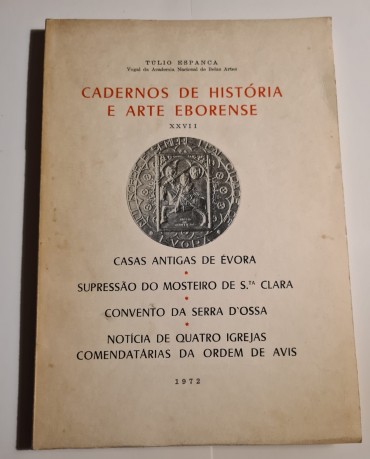 TÚLIO ESPANCA
Vogal da Academia Nacional de Belas Artes
CADERNOS DE HISTÓRIA
E ARTE EBORENSE
XXVII
CASAS ANTIGAS DE ÉVORA
SUPRESSÃO DO MOSTEIRO DE S.TA CLARA
CONVENTO DA SERRA D'OSSA
NOTÍCIA DE QUATRO IGREJAS
COMENDATÁRIAS DA ORDEM DE AVIS
1972